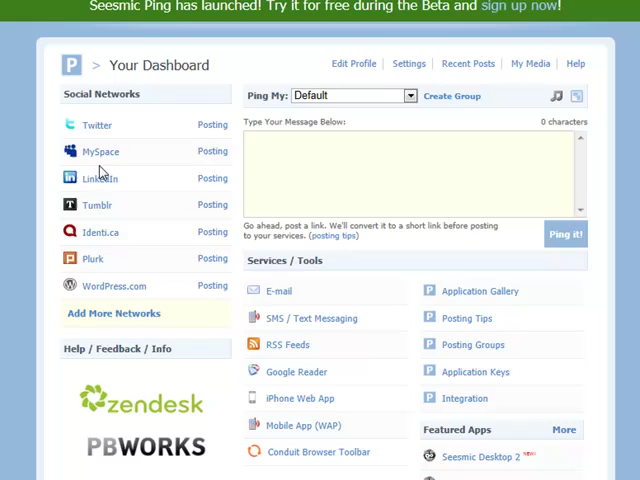 Seesmic Ping has launched! Try it for free during the Beta and sign up now!
P > Your Dashboard
Edit Profile Settings Recent Posts My Media Help
Social Networks
Twitter Posting
MySpace Posting
LinkedIn Posting
Tumblr Posting
Identi.ca Posting
Plurk Posting
WordPress.com Posting
Add More Networks
Help / Feedback / Info
zendesk
PBWORKS
Ping My: Default Create Group
Type Your Message Below: 0 characters
Go ahead, post a link. We'll convert it to a short link before posting
to your services. (posting tips)
Ping it!
Services / Tools
E-mail
SMS / Text Messaging
RSS Feeds
Google Reader
iPhone Web App
Mobile App (WAP)
Conduit Browser Toolbar
Application Gallery
Posting Tips
Posting Groups
Application Keys
Integration
Featured Apps More
Seesmic Desktop 2 NEW!